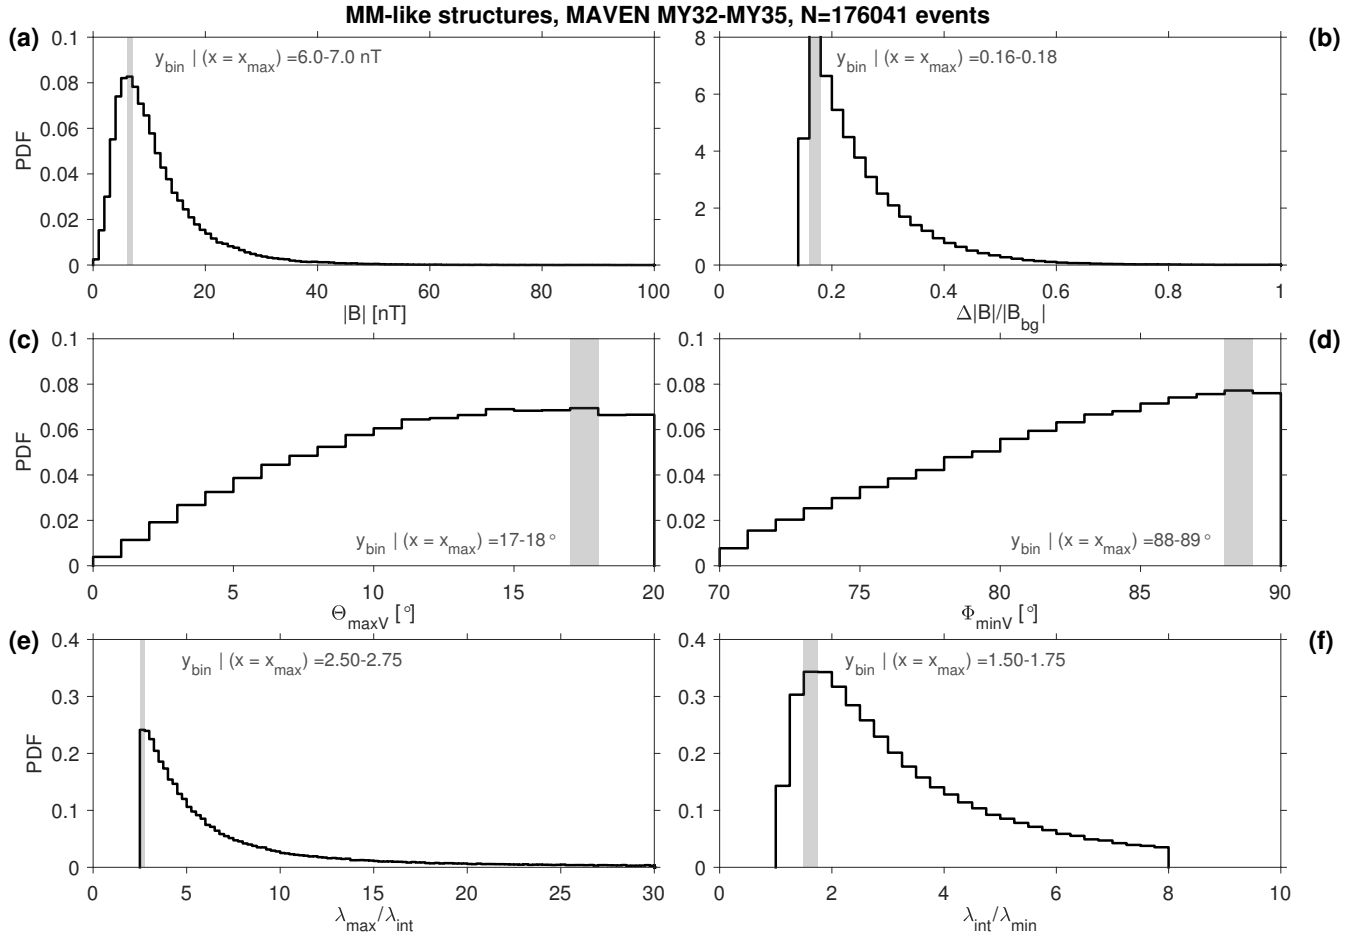 MM-like structures, MAVEN MY32-MY35, N=176041 events
(a)
0.1
0.08
0.06
0.04
0.02
0
PDF
y_bin | (x = x_max) =6.0-7.0 nT
0 20 40 60 80 100
|B| [nT]
(b)
8
6
4
2
0
y_bin | (x = x_max) =0.16-0.18
0.2 0.4 0.6 0.8 1
Δ|B|/|B_bg|
(c)
0.1
0.08
0.06
0.04
0.02
0
PDF
y_bin | (x = x_max) =17-18 °
0 5 10 15 20
Θ_maxV [°]
(d)
0.1
0.08
0.06
0.04
0.02
0
y_bin | (x = x_max) =88-89 °
70 75 80 85 90
Φ_minV [°]
(e)
0.4
0.3
0.2
0.1
0
PDF
y_bin | (x = x_max) =2.50-2.75
0 5 10 15 20 25 30
λ_max/λ_int
(f)
0.4
0.3
0.2
0.1
0
y_bin | (x = x_max) =1.50-1.75
0 2 4 6 8 10
λ_int/λ_min